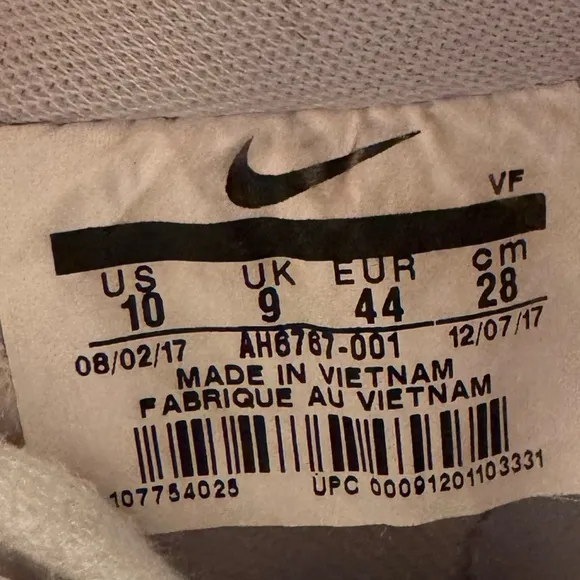 VF
US UK EUR cm
10 9 44 28
08/02/17 AH6767-001 12/07/17
MADE IN VIETNAM
FABRIQUE AU VIETNAM
107754025 UPC 00091201103331